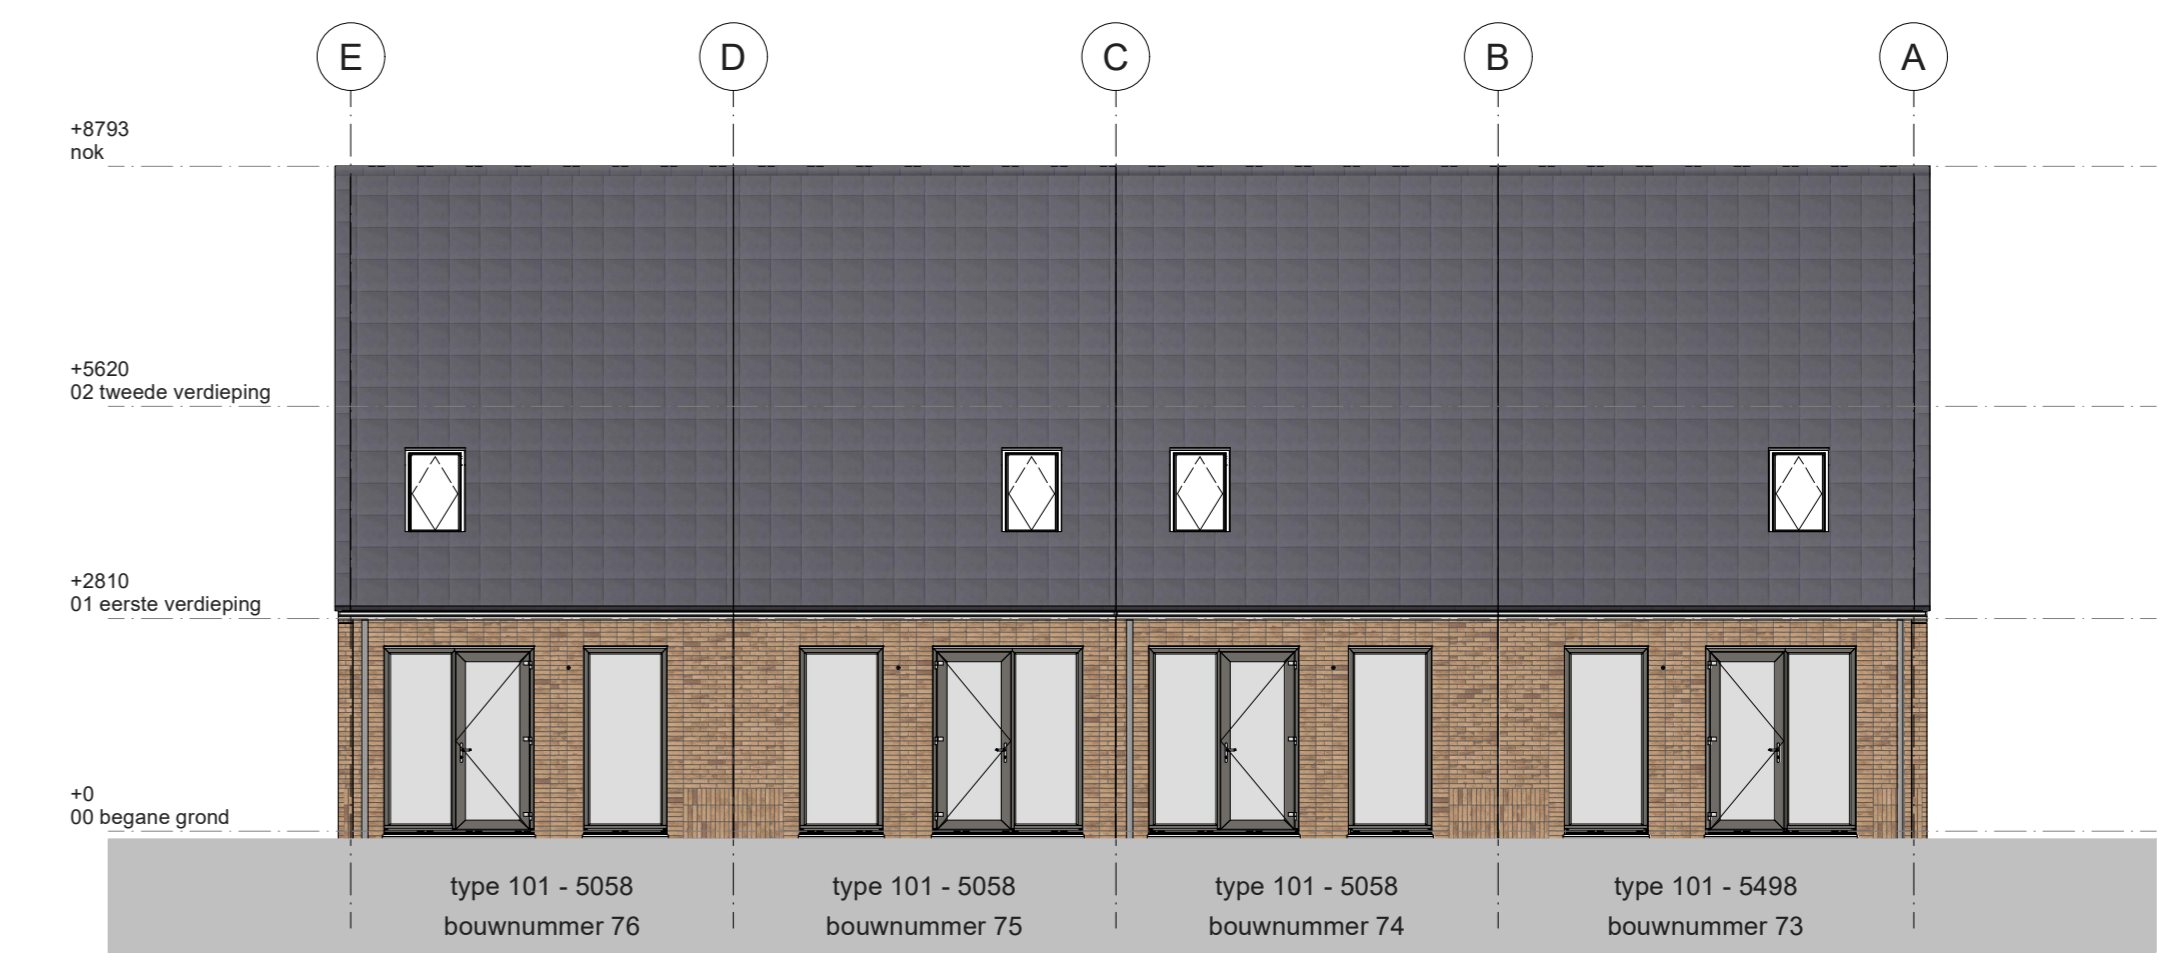 E D C B A
+8793
nok
+5620
02 tweede verdieping
+2810
01 eerste verdieping
+0
00 begane grond
type 101 - 5058
bouwnummer 76
type 101 - 5058
bouwnummer 75
type 101 - 5058
bouwnummer 74
type 101 - 5498
bouwnummer 73